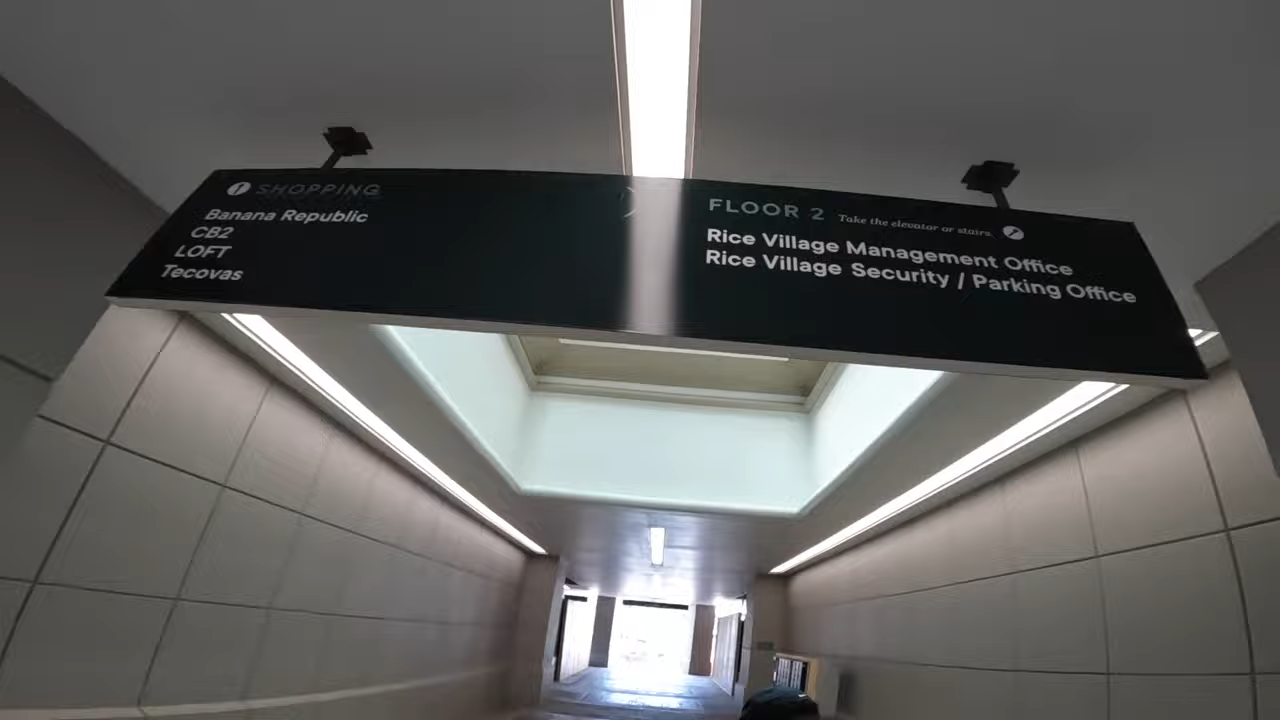 SHOPPING
Banana Republic
CB2
LOFT
Tecovas
FLOOR 2 Take the elevator or stairs.
Rice Village Management Office
Rice Village Security / Parking Office